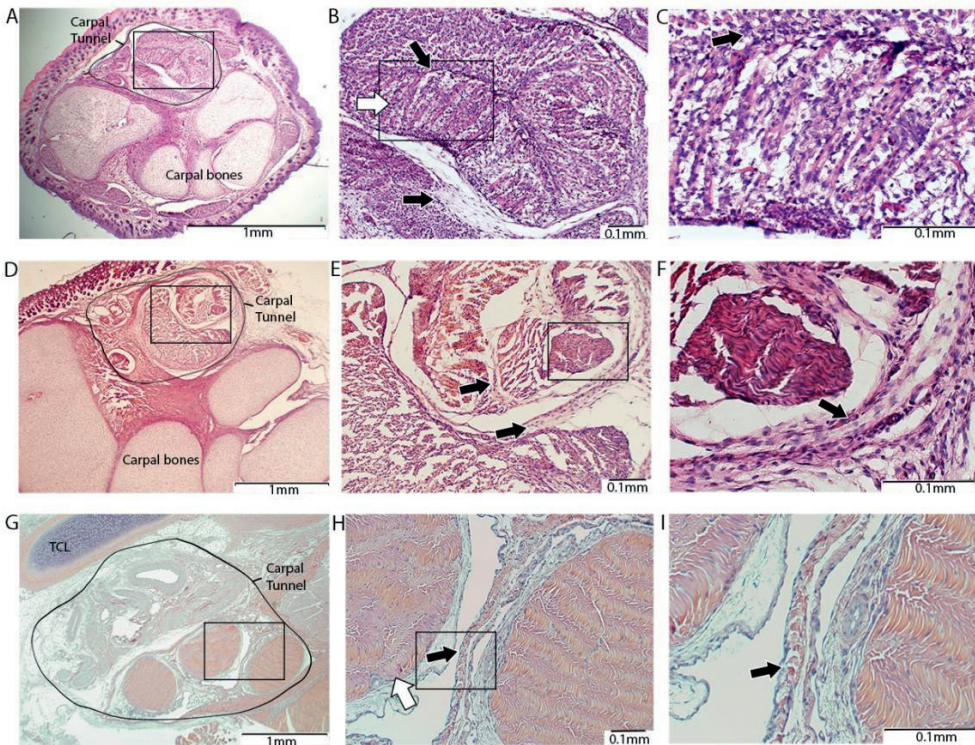 A
Carpal
Tunnel
Carpal bones
1mm
B
0.1mm
C
0.1mm
D
Carpal
Tunnel
Carpal bones
1mm
E
0.1mm
F
0.1mm
G
TCL
Carpal
Tunnel
1mm
H
0.1mm
I
0.1mm